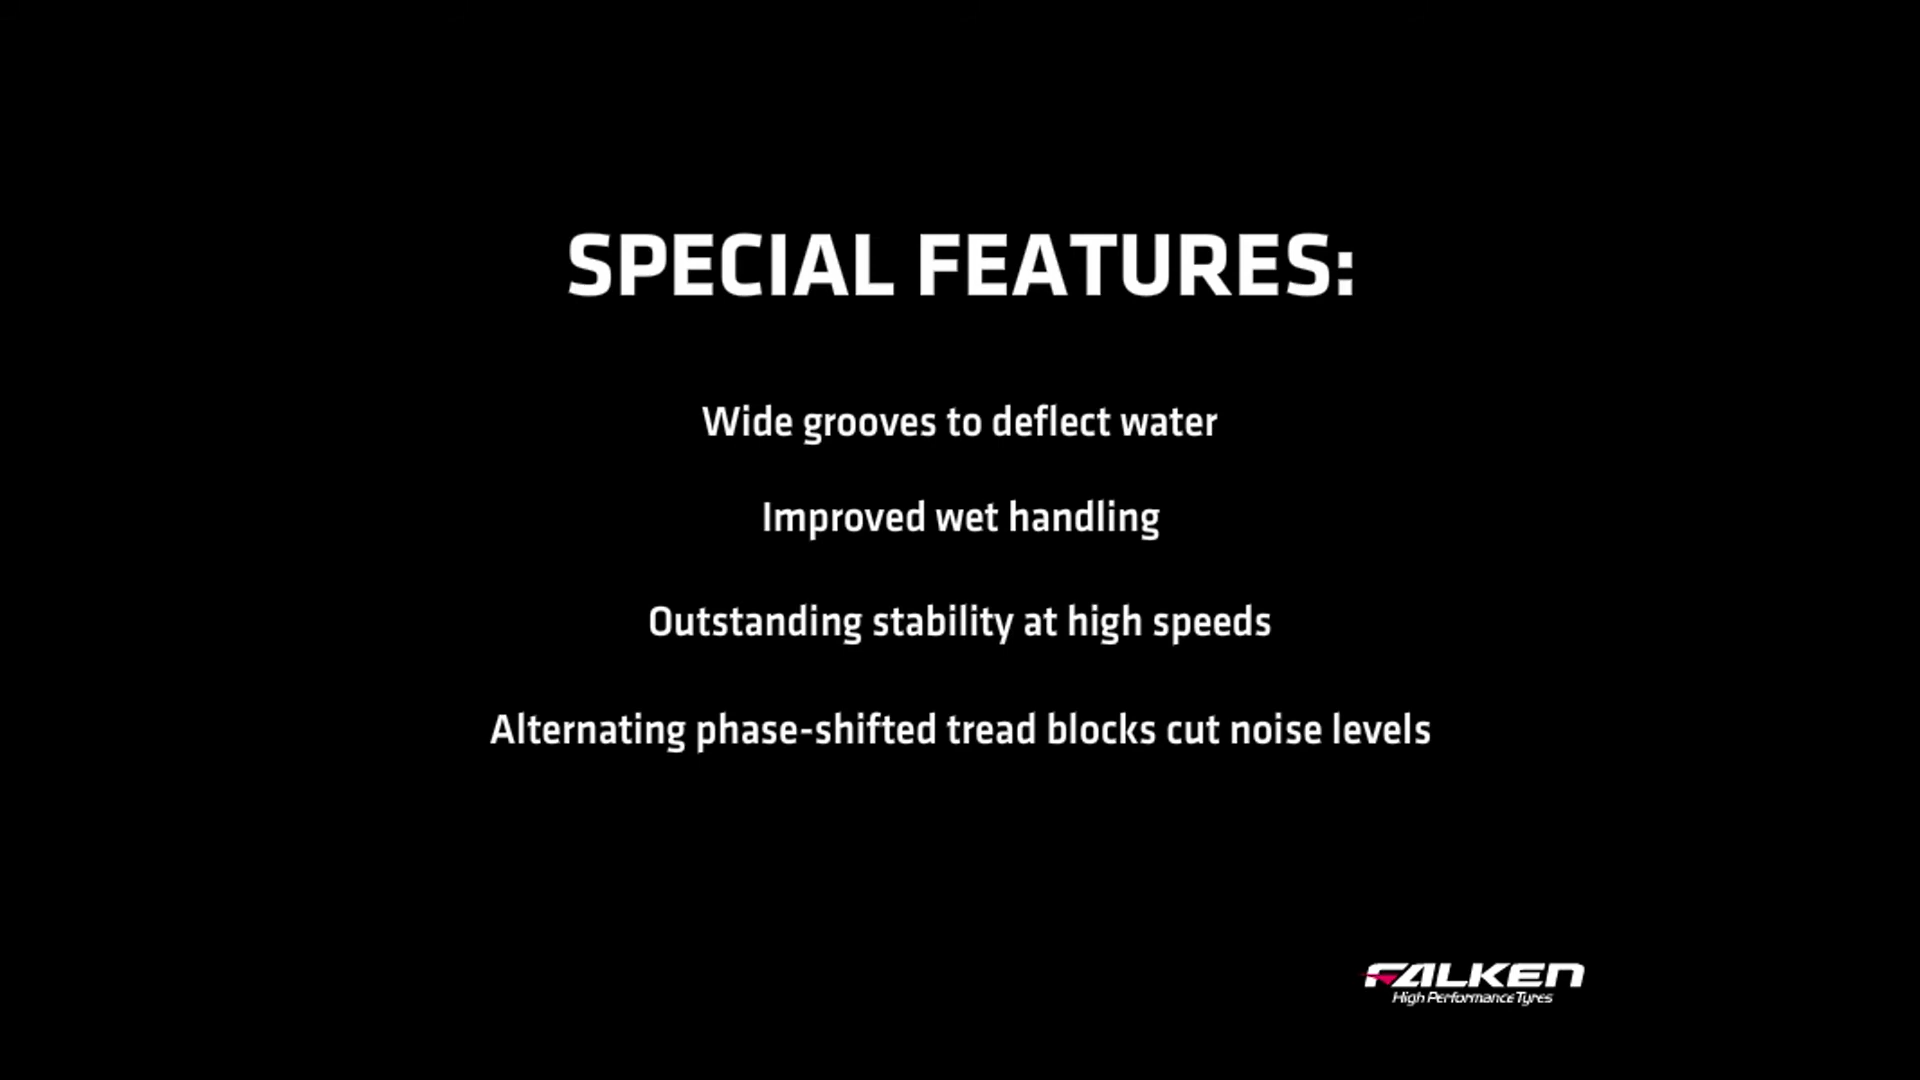 SPECIAL FEATURES:
Wide grooves to deflect water
Improved wet handling
Outstanding stability at high speeds
Alternating phase-shifted tread blocks cut noise levels
FALKEN
High Performance Tyres